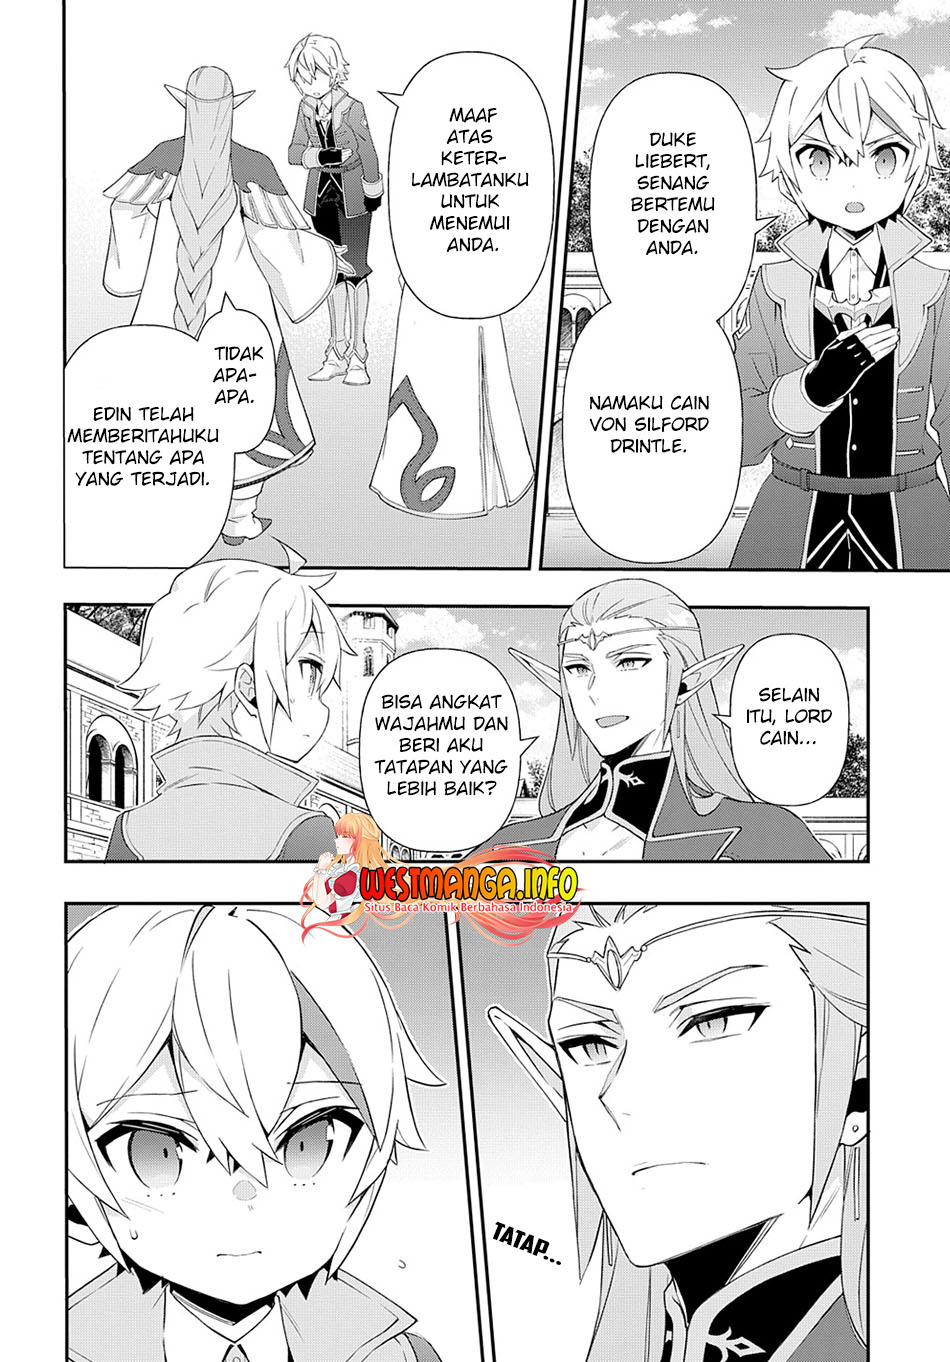 DUKE
LIEBERT,
SENANG
BERTEMU
DENGAN
ANDA.
NAMAKU CAIN
VON SILFORD
DRINTLE.
MAAF
ATAS
KETER-
LAMBATANKU
UNTUK
MENEMUI
ANDA.
TIDAK
APA-
APA.
EDIN TELAH
MEMBERITAHUKU
TENTANG APA
YANG TERJADI.
SELAIN
ITU, LORD
CAIN...
BISA ANGKAT
WAJAHMU DAN
BERI AKU
TATAPAN YANG
LEBIH BAIK?
WESTMANGA.INFO
Situs Baca Komik Berbahasa Indonesia
TATAP...